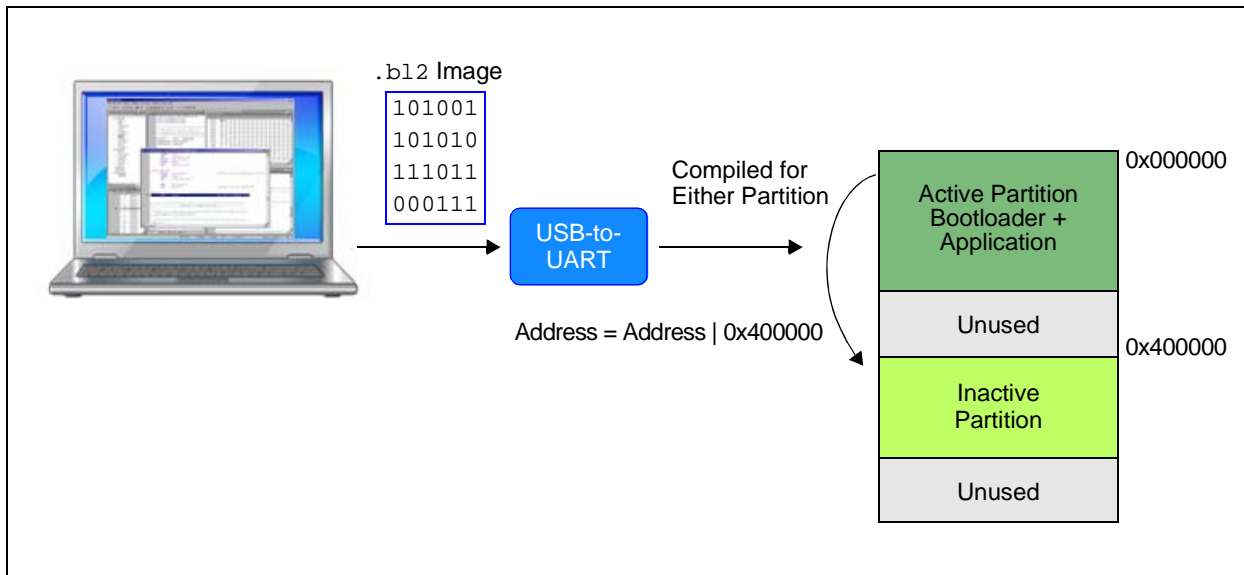 .bl2 Image
101001
101010
111011
000111
USB-to-
UART
Compiled for
Either Partition
Address = Address | 0x400000
Active Partition
Bootloader +
Application
0x000000
Unused
0x400000
Inactive
Partition
Unused